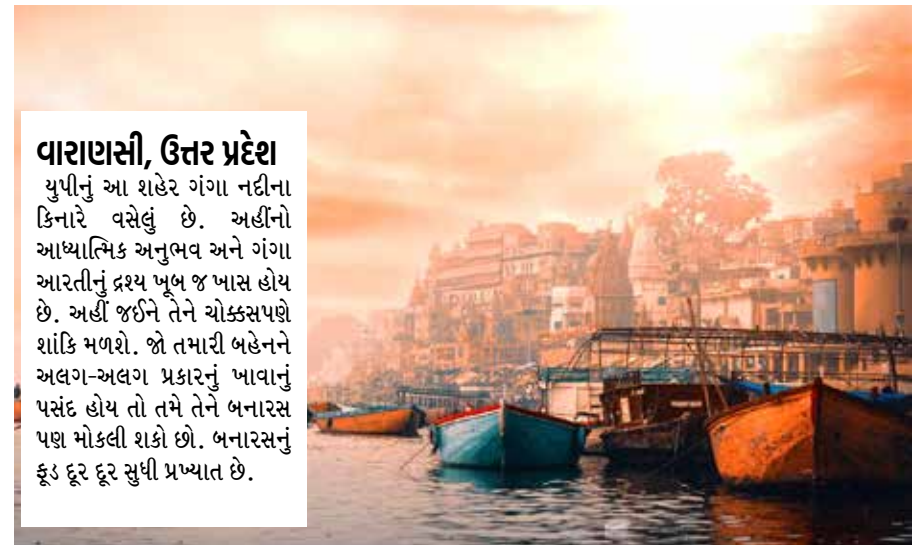 વારાણસી, ઉત્તર પ્રદેશ
યુપીનું આ શહેર ગંગા નદીના
કિનારે વસેલું છે. અહીંનો
આધ્યાત્મિક અનુભવ અને ગંગા
આરતીનું દ્રશ્ય ખૂબ જ ખાસ હોય
છે. અહીં જઈને તેને ચોક્કસપણે
શાંકિ મળશે. જો તમારી બહેનને
અલગ-અલગ પ્રકારનું ખાવાનું
પસંદ હોય તો તમે તેને બનારસ
પણ મોકલી શકો છો. બનારસનું
ફૂડ દૂર દૂર સુધી પ્રખ્યાત છે.